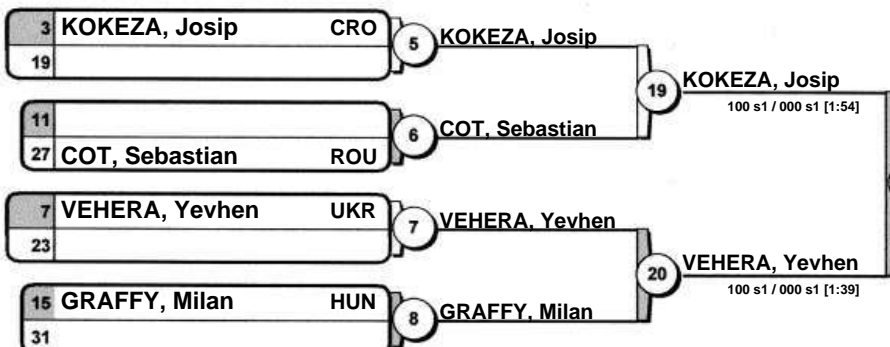 3 KOKEZA, Josip CRO
19
5
KOKEZA, Josip
11
27 COT, Sebastian ROU
6
COT, Sebastian
19
KOKEZA, Josip
100 s1 / 000 s1 [1:54]
7 VEHERA, Yevhen UKR
23
7
VEHERA, Yevhen
15 GRAFFY, Milan HUN
31
8
GRAFFY, Milan
20
VEHERA, Yevhen
100 s1 / 000 s1 [1:39]